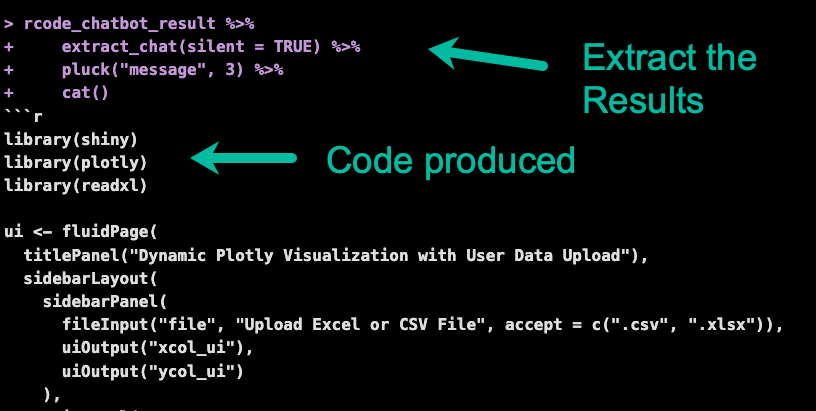 > rcode_chatbot_result %>%
+     extract_chat(silent = TRUE) %>%
+     pluck("message", 3) %>%
+     cat()
Extract the
Results
```r
library(shiny)
library(plotly)
library(readxl)
Code produced

ui <- fluidPage(
  titlePanel("Dynamic Plotly Visualization with User Data Upload"),
  sidebarLayout(
    sidebarPanel(
      fileInput("file", "Upload Excel or CSV File", accept = c(".csv", ".xlsx")),
      uiOutput("xcol_ui"),
      uiOutput("ycol_ui")
    ),